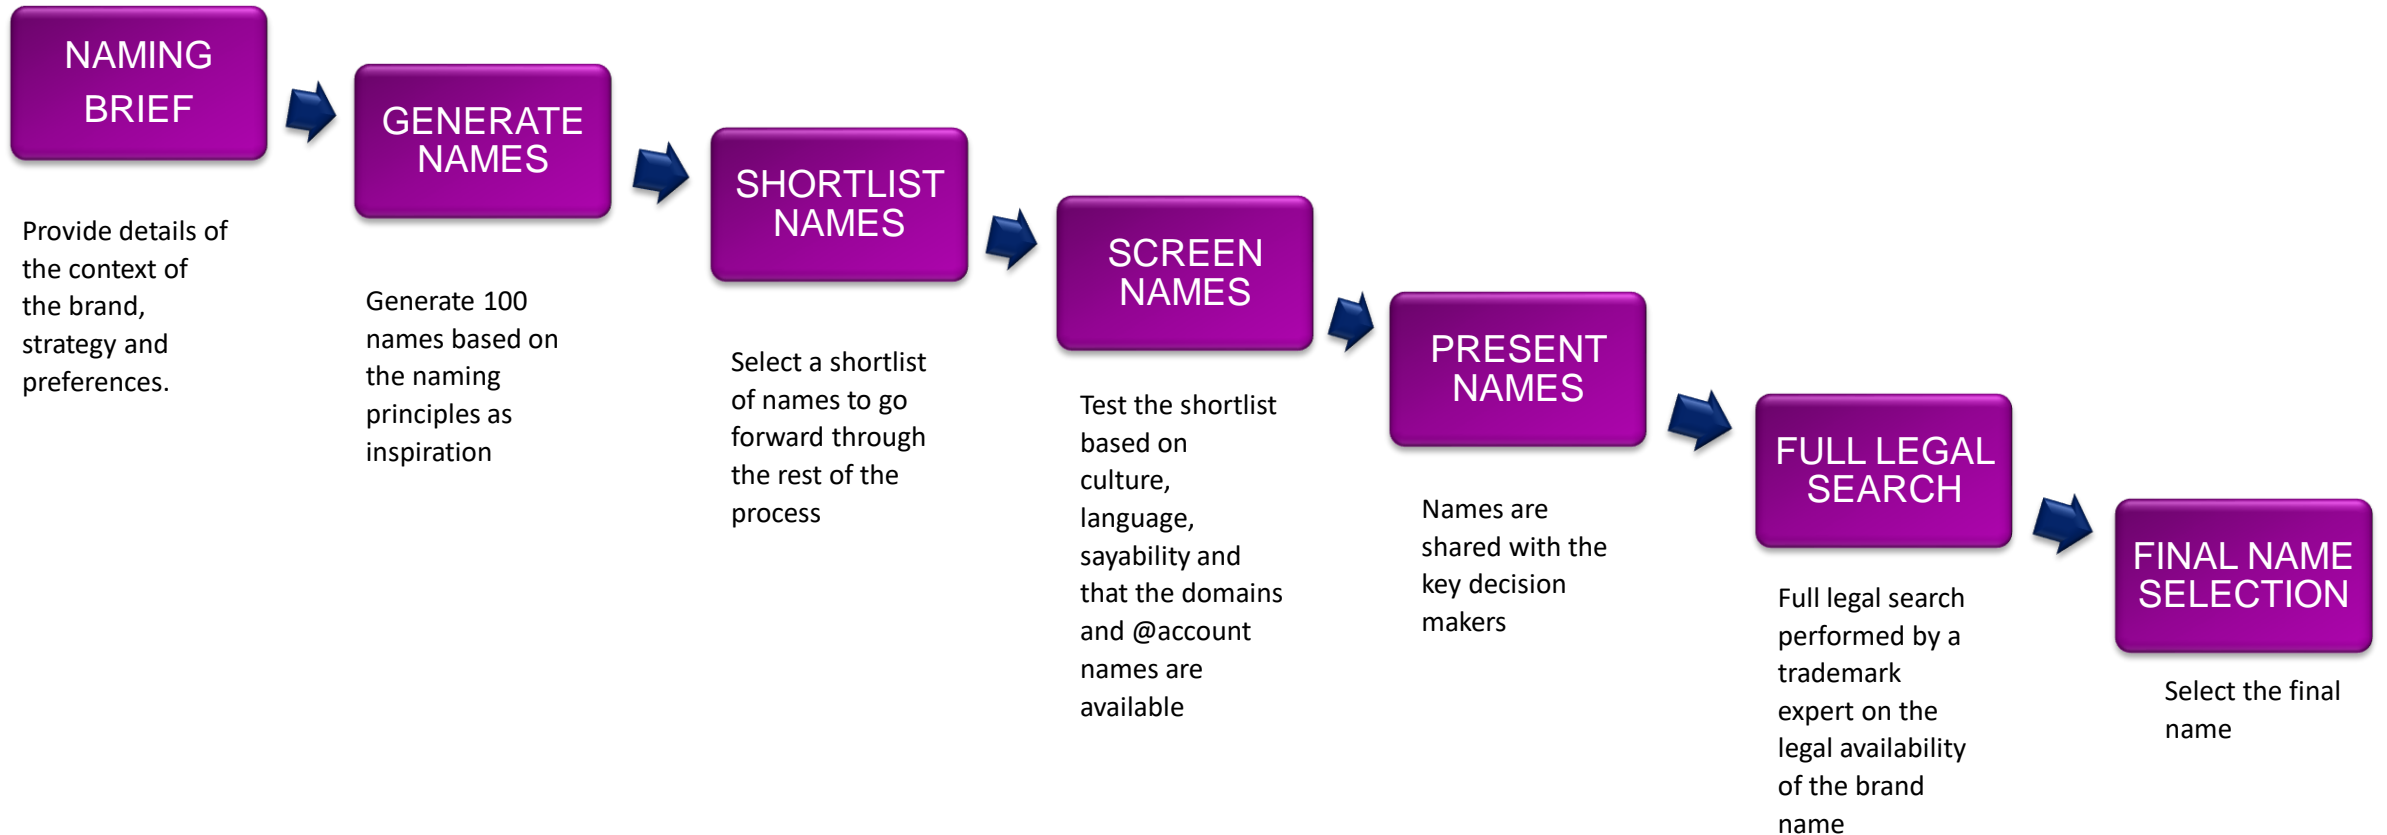 NAMING
BRIEF
Provide details of
the context of
the brand,
strategy and
preferences.
GENERATE
NAMES
Generate 100
names based on
the naming
principles as
inspiration
SHORTLIST
NAMES
Select a shortlist
of names to go
forward through
the rest of the
process
SCREEN
NAMES
Test the shortlist
based on
culture,
language,
sayability and
that the domains
and @account
names are
available
PRESENT
NAMES
Names are
shared with the
key decision
makers
FULL LEGAL
SEARCH
Full legal search
performed by a
trademark
expert on the
legal availability
of the brand
name
FINAL NAME
SELECTION
Select the final
name